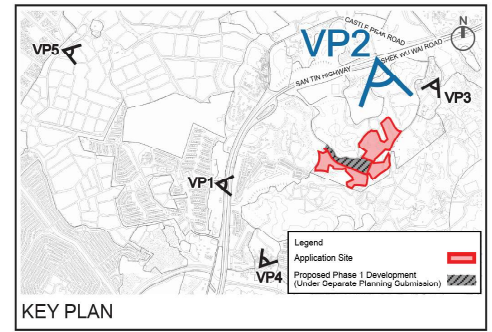 CASTLE PEAK ROAD
N
VP2
SHEK WU WAI ROAD
VP5
SAN TIN HIGHWAY
VP3
VP1
Legend
Application Site
VP4
Proposed Phase 1 Development
(Under Separate Planning Submission)
KEY PLAN